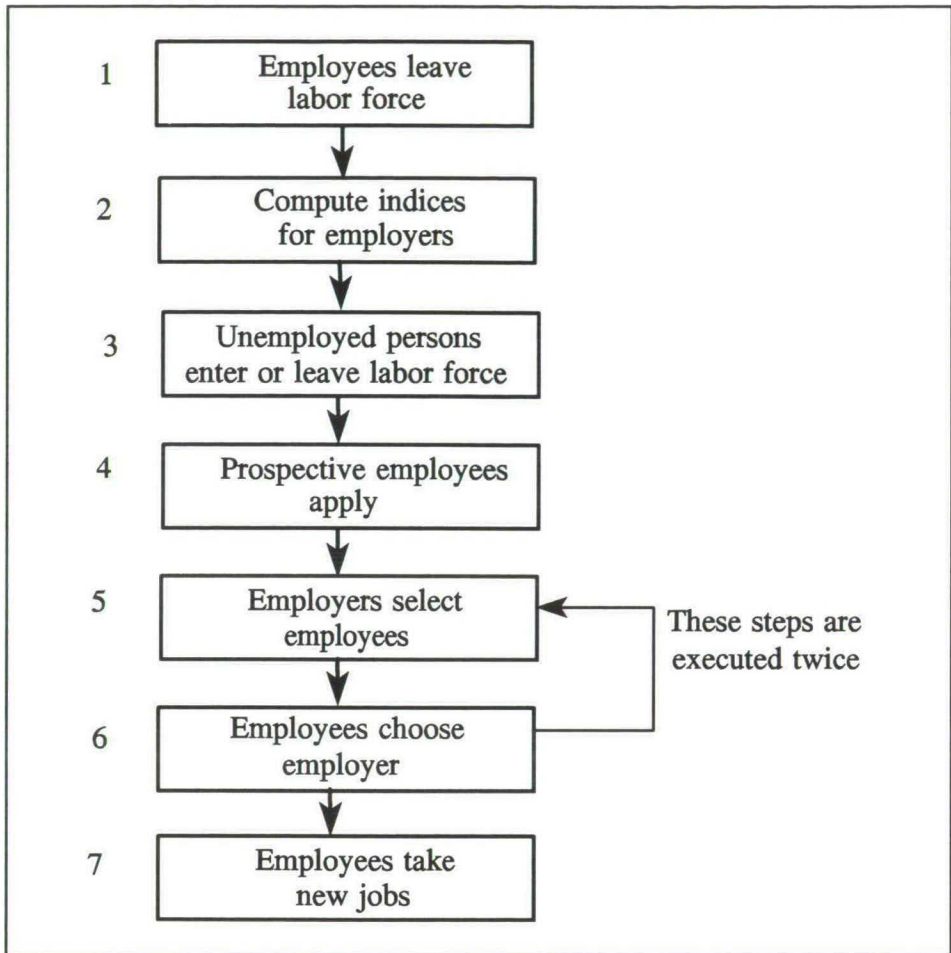 1
Employees leave
labor force
2
Compute indices
for employers
3
Unemployed persons
enter or leave labor force
4
Prospective employees
apply
5
Employers select
employees
These steps are
executed twice
6
Employees choose
employer
7
Employees take
new jobs